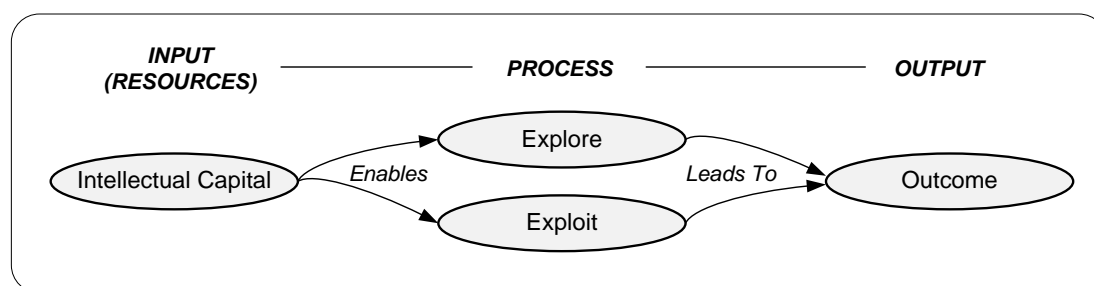 INPUT
(RESOURCES)
PROCESS
OUTPUT
Explore
Intellectual Capital
Enables
Leads To
Outcome
Exploit